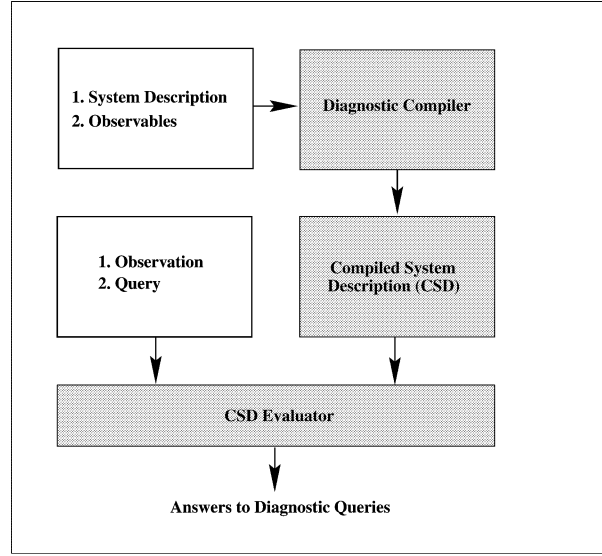 1. System Description
2. Observables
Diagnostic Compiler
1. Observation
2. Query
Compiled System
Description (CSD)
CSD Evaluator
Answers to Diagnostic Queries